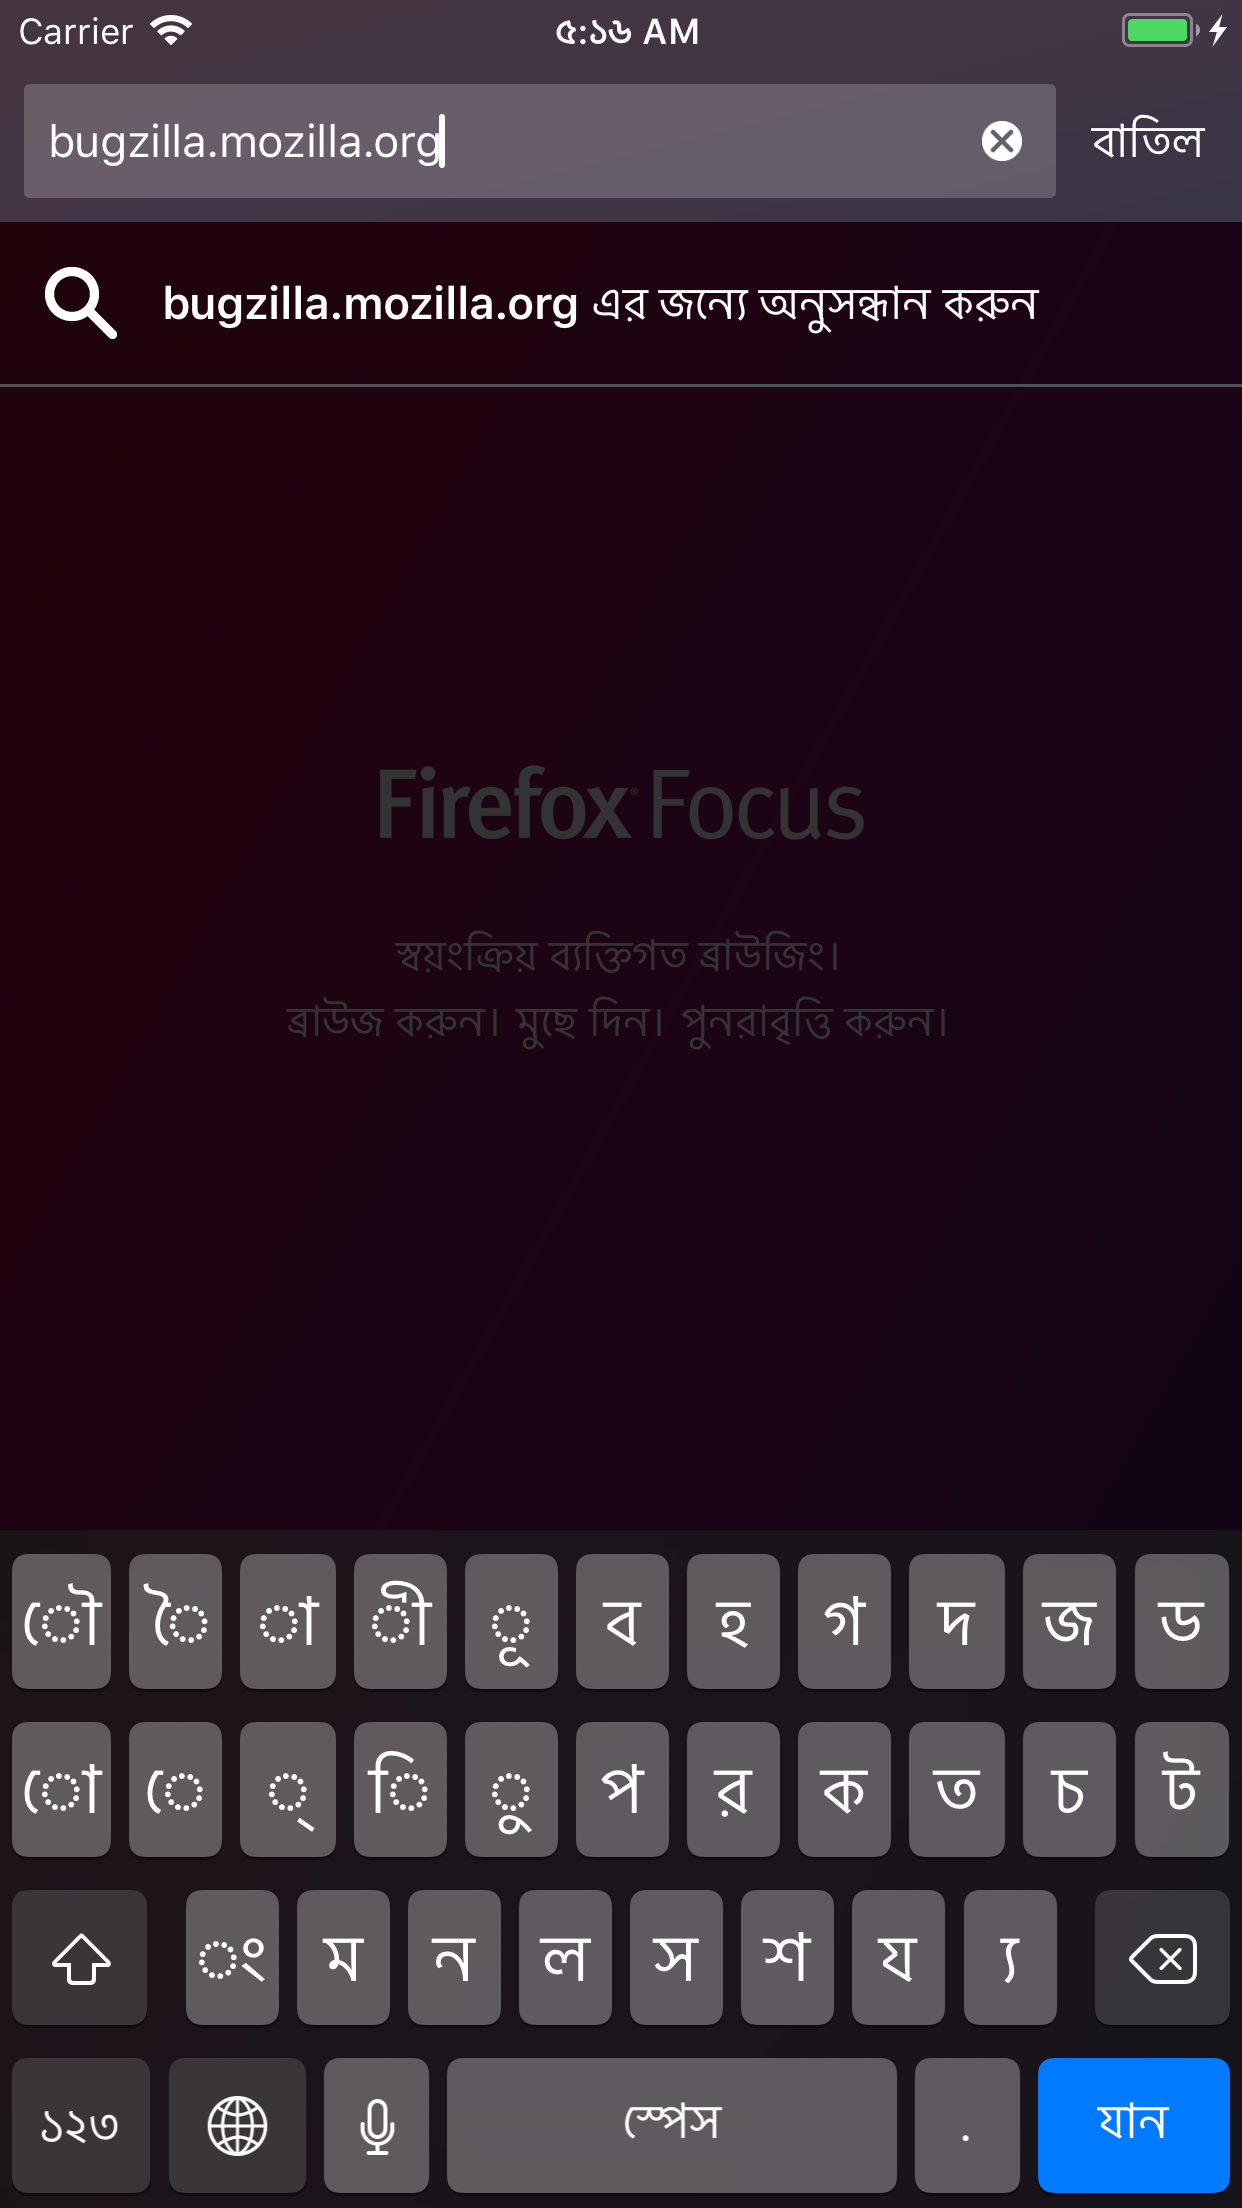 Carrier ৫:১৬ AM
bugzilla.mozilla.org বাতিল
bugzilla.mozilla.org এর জন্যে অনুসন্ধান করুন
Firefox® Focus
স্বয়ংক্রিয় ব্যক্তিগত ব্রাউজিং।
ব্রাউজ করুন। মুছে দিন। পুনরাবৃত্তি করুন।
ৌ ৈ া ী ূ ব হ গ দ জ ড
ো ে ্ ি ু প র ক ত চ ট
ং ম ন ল স শ য ্য
১২৩ স্পেস . যান